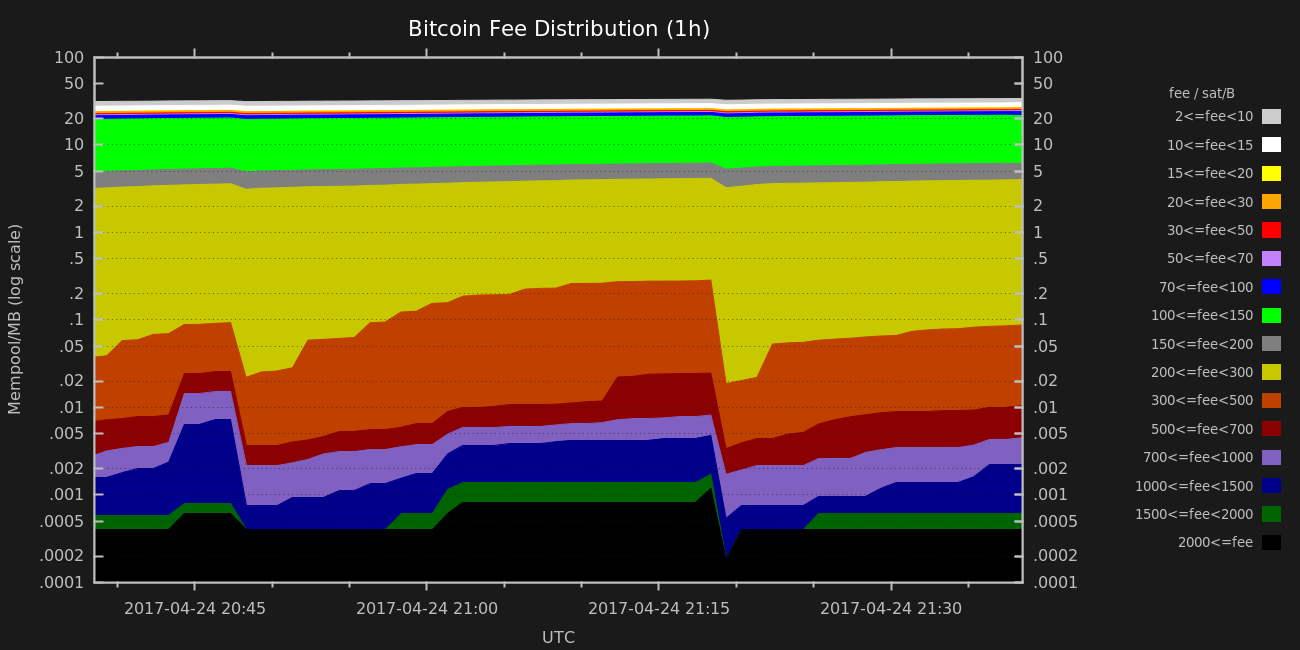 Bitcoin Fee Distribution (1h)
100 100
50 50
20 20
10 10
5 5
2 2
1 1
.5 .5
.2 .2
.1 .1
.05 .05
.02 .02
.01 .01
.005 .005
.002 .002
.001 .001
.0005 .0005
.0002 .0002
.0001 .0001
Mempool/MB (log scale)
2017-04-24 20:45 2017-04-24 21:00 2017-04-24 21:15 2017-04-24 21:30
UTC
fee / sat/B
2<=fee<10
10<=fee<15
15<=fee<20
20<=fee<30
30<=fee<50
50<=fee<70
70<=fee<100
100<=fee<150
150<=fee<200
200<=fee<300
300<=fee<500
500<=fee<700
700<=fee<1000
1000<=fee<1500
1500<=fee<2000
2000<=fee